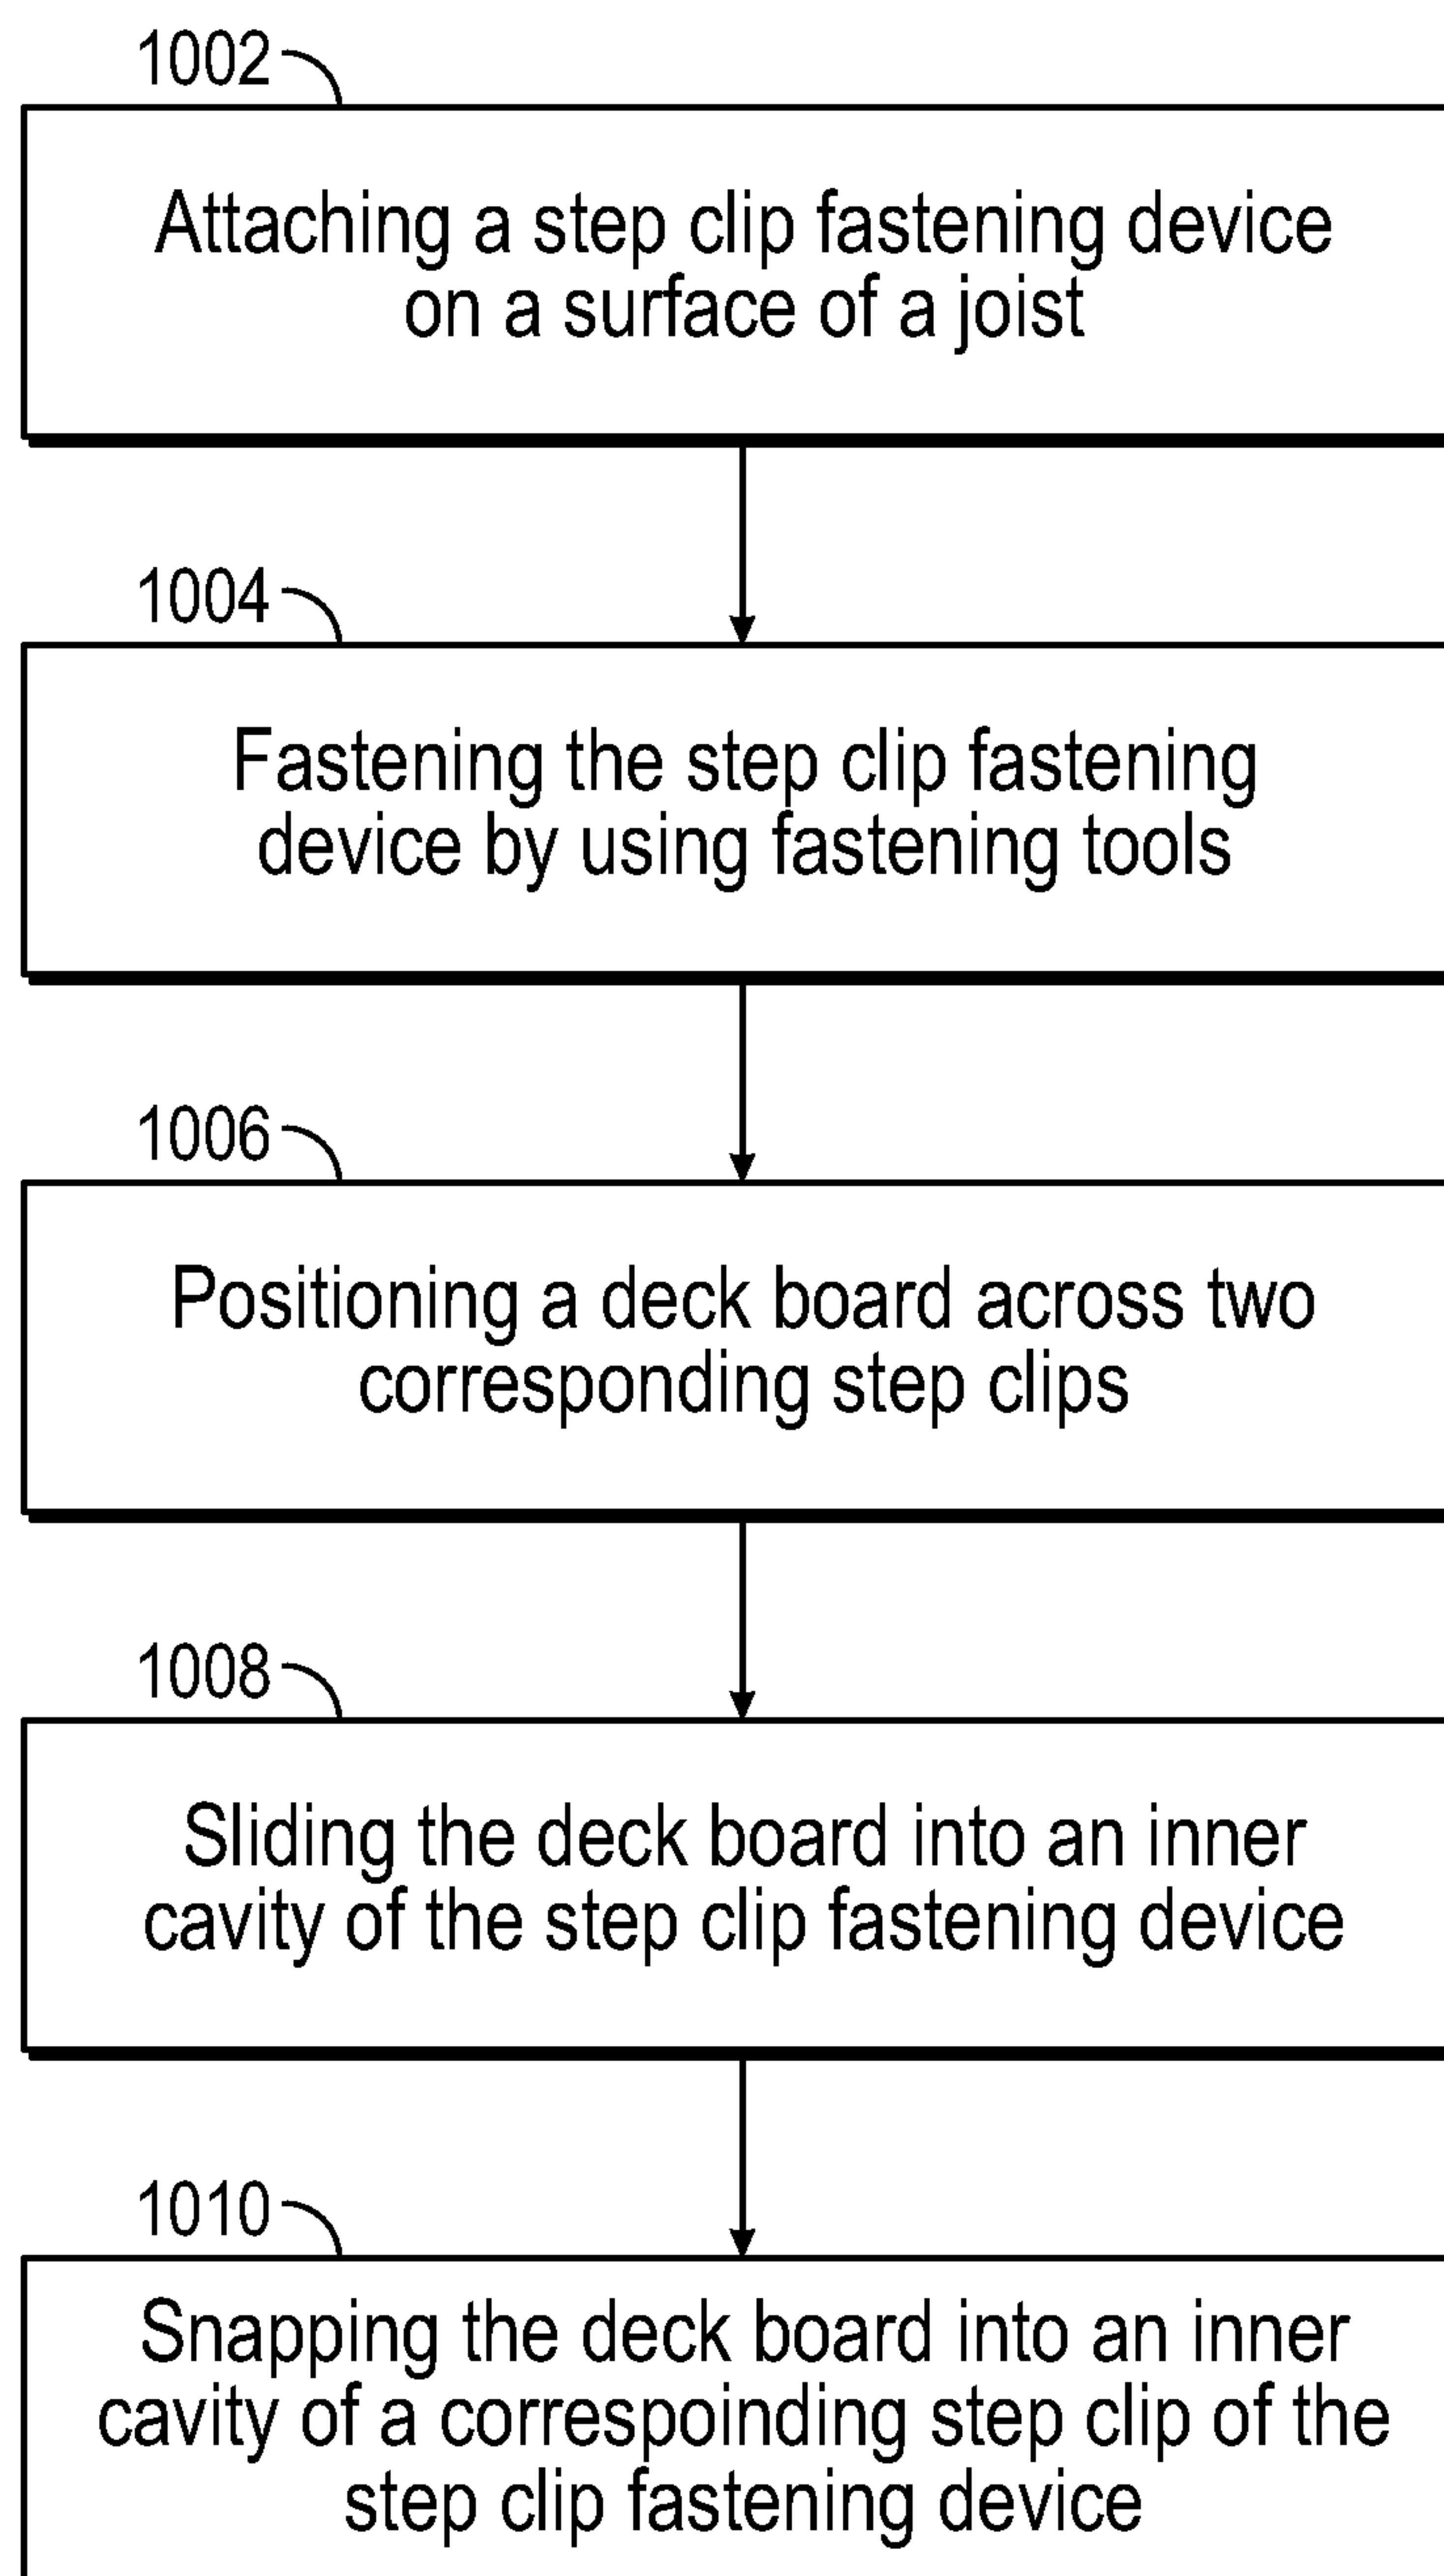 1002
Attaching a step clip fastening device
on a surface of a joist
1004
Fastening the step clip fastening
device by using fastening tools
1006
Positioning a deck board across two
corresponding step clips
1008
Sliding the deck board into an inner
cavity of the step clip fastening device
1010
Snapping the deck board into an inner
cavity of a correspoinding step clip of the
step clip fastening device